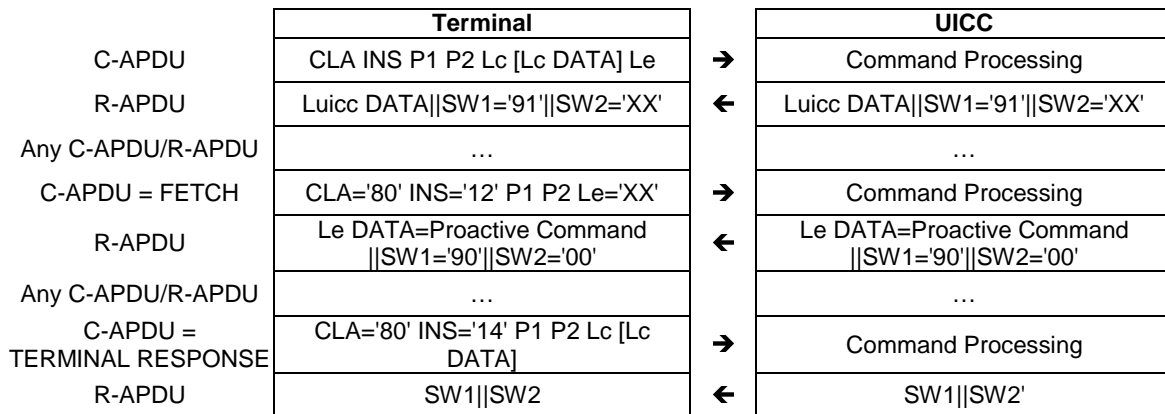 Terminal UICC
C-APDU CLA INS P1 P2 Lc [Lc DATA] Le ➔ Command Processing
R-APDU Luicc DATA||SW1='91'||SW2='XX' 🡸 Luicc DATA||SW1='91'||SW2='XX'
Any C-APDU/R-APDU … …
C-APDU = FETCH CLA='80' INS='12' P1 P2 Le='XX' ➔ Command Processing
R-APDU Le DATA=Proactive Command ||SW1='90'||SW2='00' 🡸 Le DATA=Proactive Command ||SW1='90'||SW2='00'
Any C-APDU/R-APDU … …
C-APDU = TERMINAL RESPONSE CLA='80' INS='14' P1 P2 Lc [Lc DATA] ➔ Command Processing
R-APDU SW1||SW2 🡸 SW1||SW2'